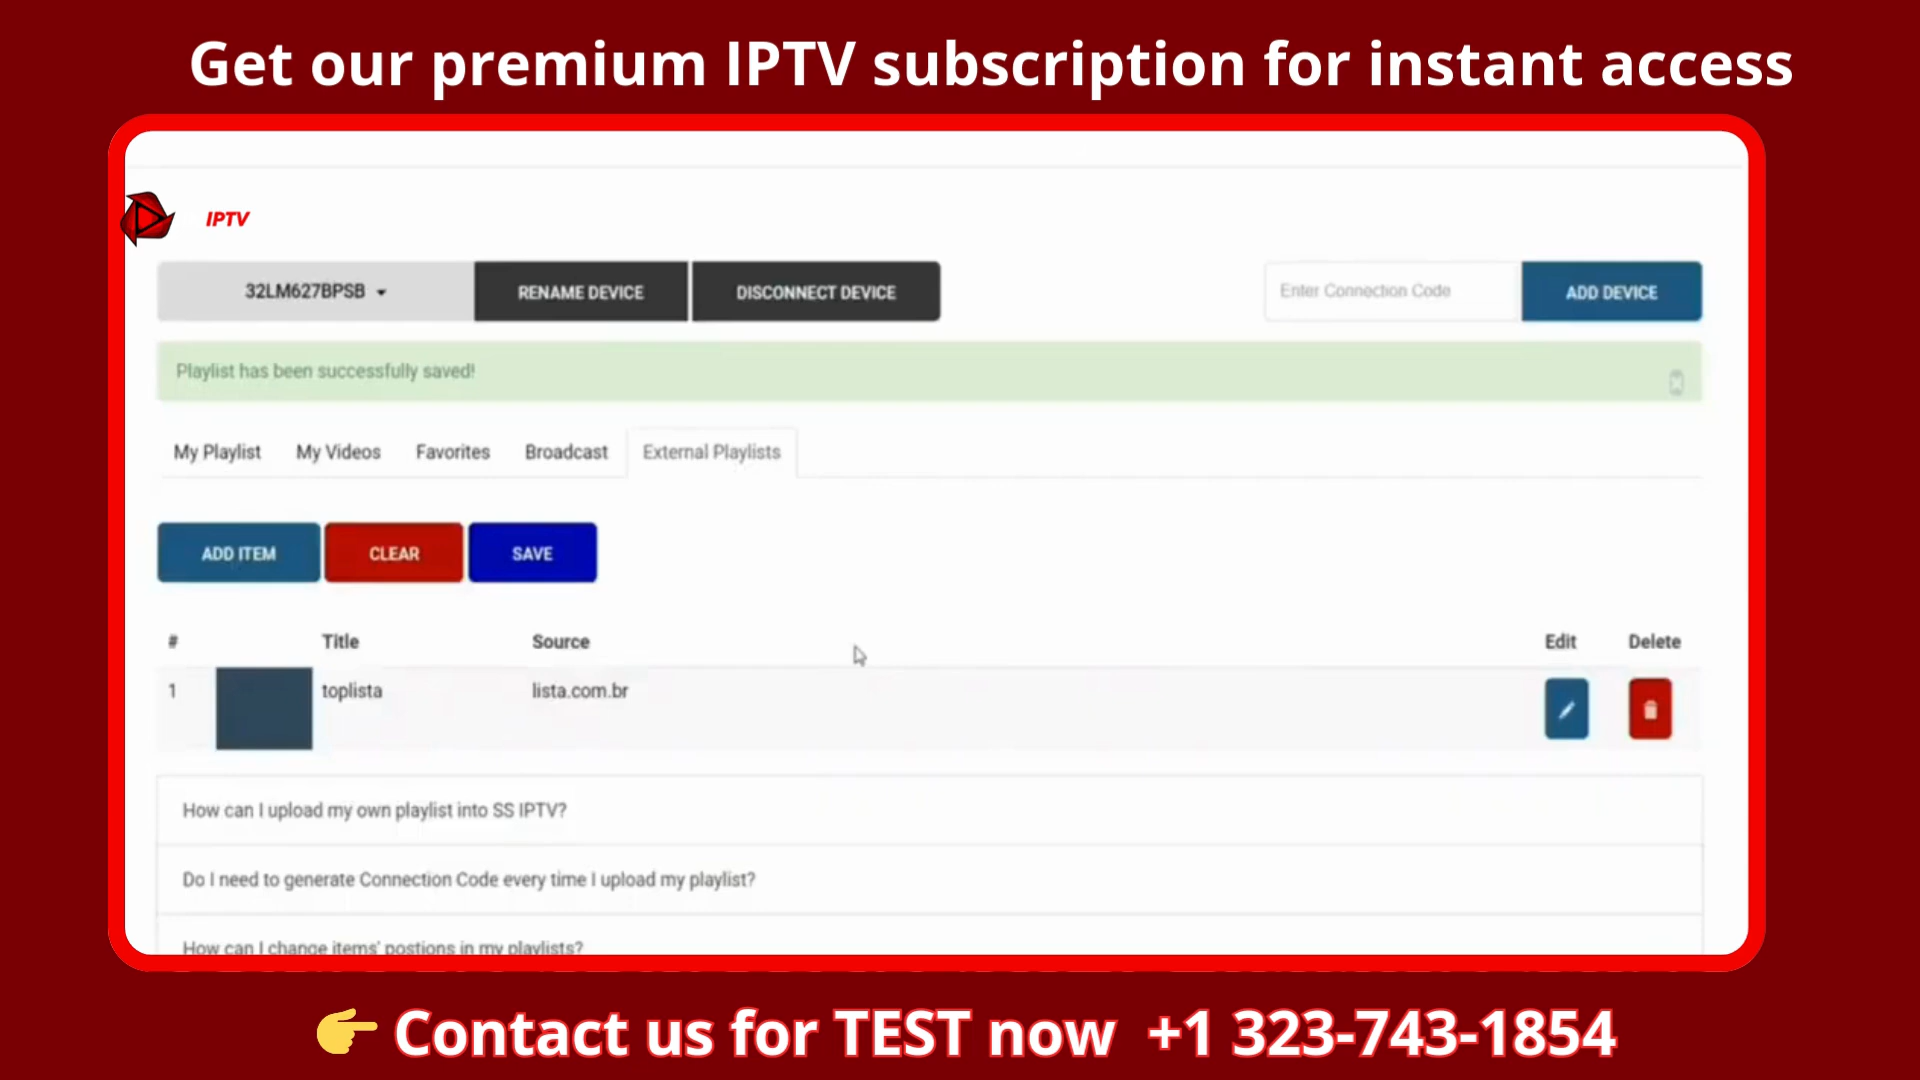 Get our premium IPTV subscription for instant access
IPTV
32LM627BPSB
RENAME DEVICE
DISCONNECT DEVICE
Enter Connection Code
ADD DEVICE
Playlist has been successfully saved!
My Playlist
My Videos
Favorites
Broadcast
External Playlists
ADD ITEM
CLEAR
SAVE
# Title Source Edit Delete
1 toplista lista.com.br
How can I upload my own playlist into SS IPTV?
Do I need to generate Connection Code every time I upload my playlist?
How can I change items' postions in my playlists?
👉 Contact us for TEST now +1 323-743-1854